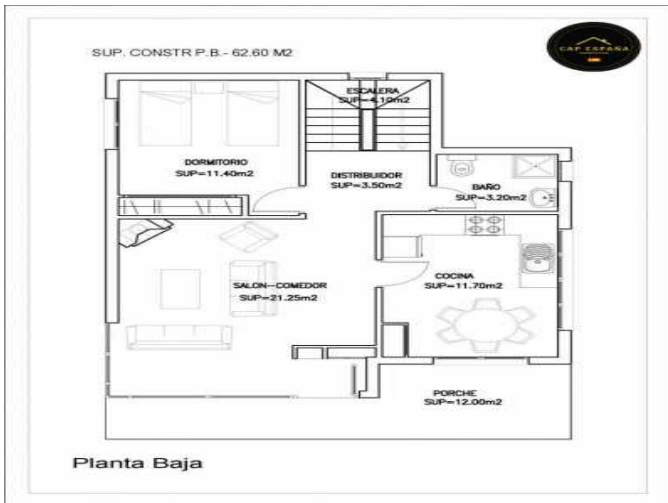 SUP. CONSTR P.B.- 62.60 M2
CAP ESPAÑA
ESCALERA
SUP=4.10m2
DORMITORIO
SUP=11.40m2
DISTRIBUIDOR
SUP=3.50m2
BAÑO
SUP=3.20m2
SALON-COMEDOR
SUP=21.25m2
COCINA
SUP=11.70m2
PORCHE
SUP=12.00m2
Planta Baja